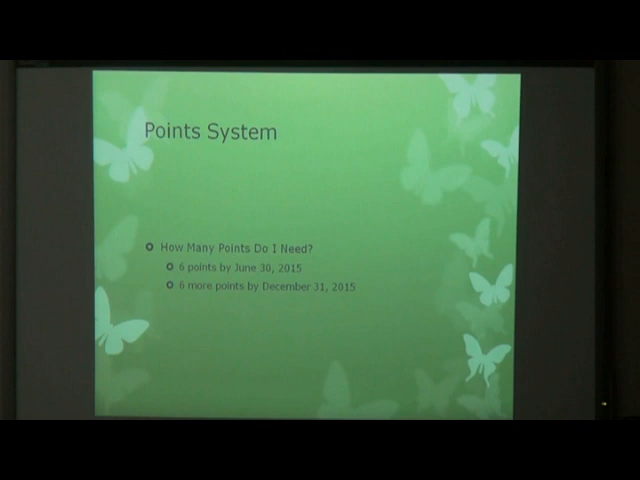 Points System
How Many Points Do I Need?
6 points by June 30, 2015
6 more points by December 31, 2015